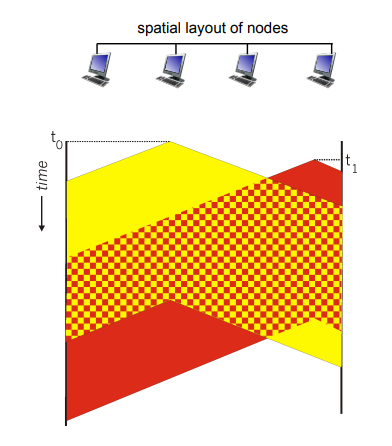 spatial layout of nodes
t0
t1
time